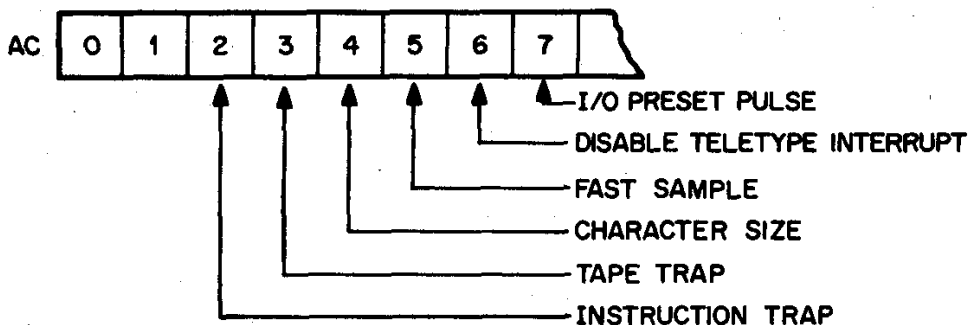 AC 0 1 2 3 4 5 6 7
I/O PRESET PULSE
DISABLE TELETYPE INTERRUPT
FAST SAMPLE
CHARACTER SIZE
TAPE TRAP
INSTRUCTION TRAP